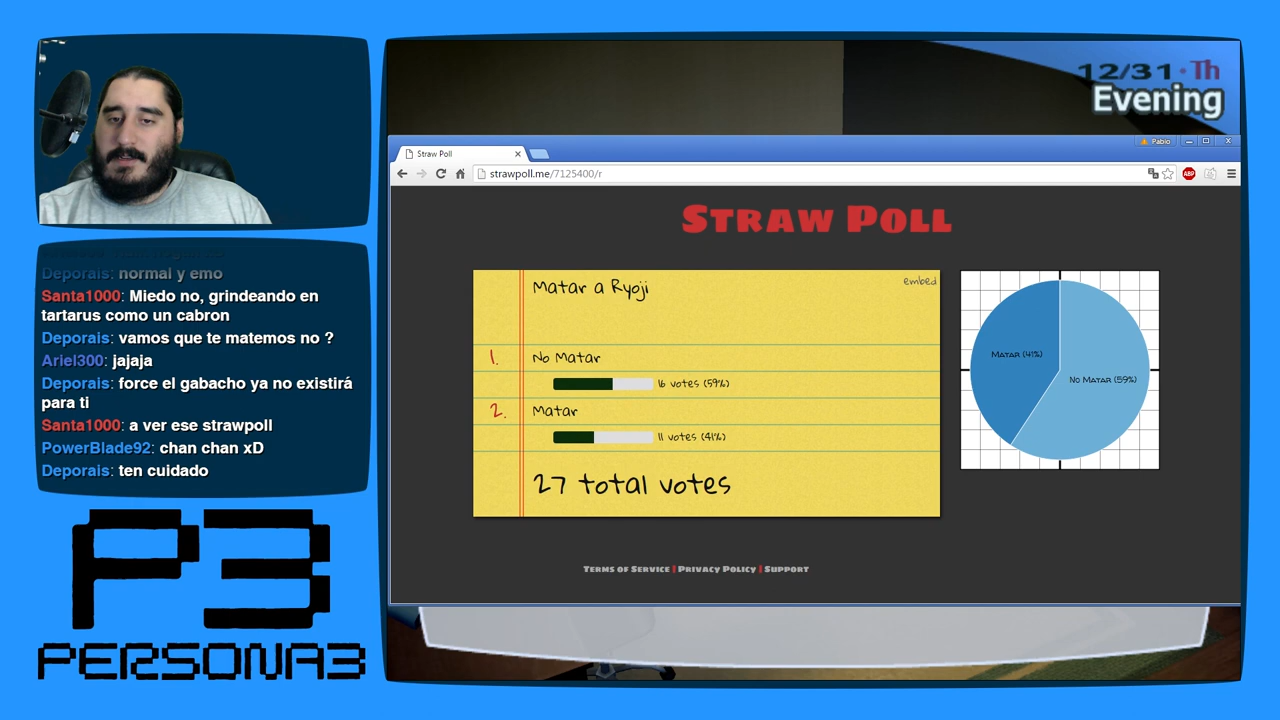 Deporais: normal y emo
Santa1000: Miedo no, grindeando en
tartarus como un cabron
Deporais: vamos que te matemos no ?
Ariel300: jajaja
Deporais: force el gabacho ya no existirá
para ti
Santa1000: a ver ese strawpoll
PowerBlade92: chan chan xD
Deporais: ten cuidado
P3
PERSONA3
12/31·Th
Evening
Pabio
Straw Poll
strawpoll.me/7125400/r
ABP
STRAW POLL
Matar a Ryoji
embed
1. No Matar
16 votes (59%)
2. Matar
11 votes (41%)
27 total votes
MATAR (41%)
NO MATAR (59%)
TERMS OF SERVICE | PRIVACY POLICY | SUPPORT